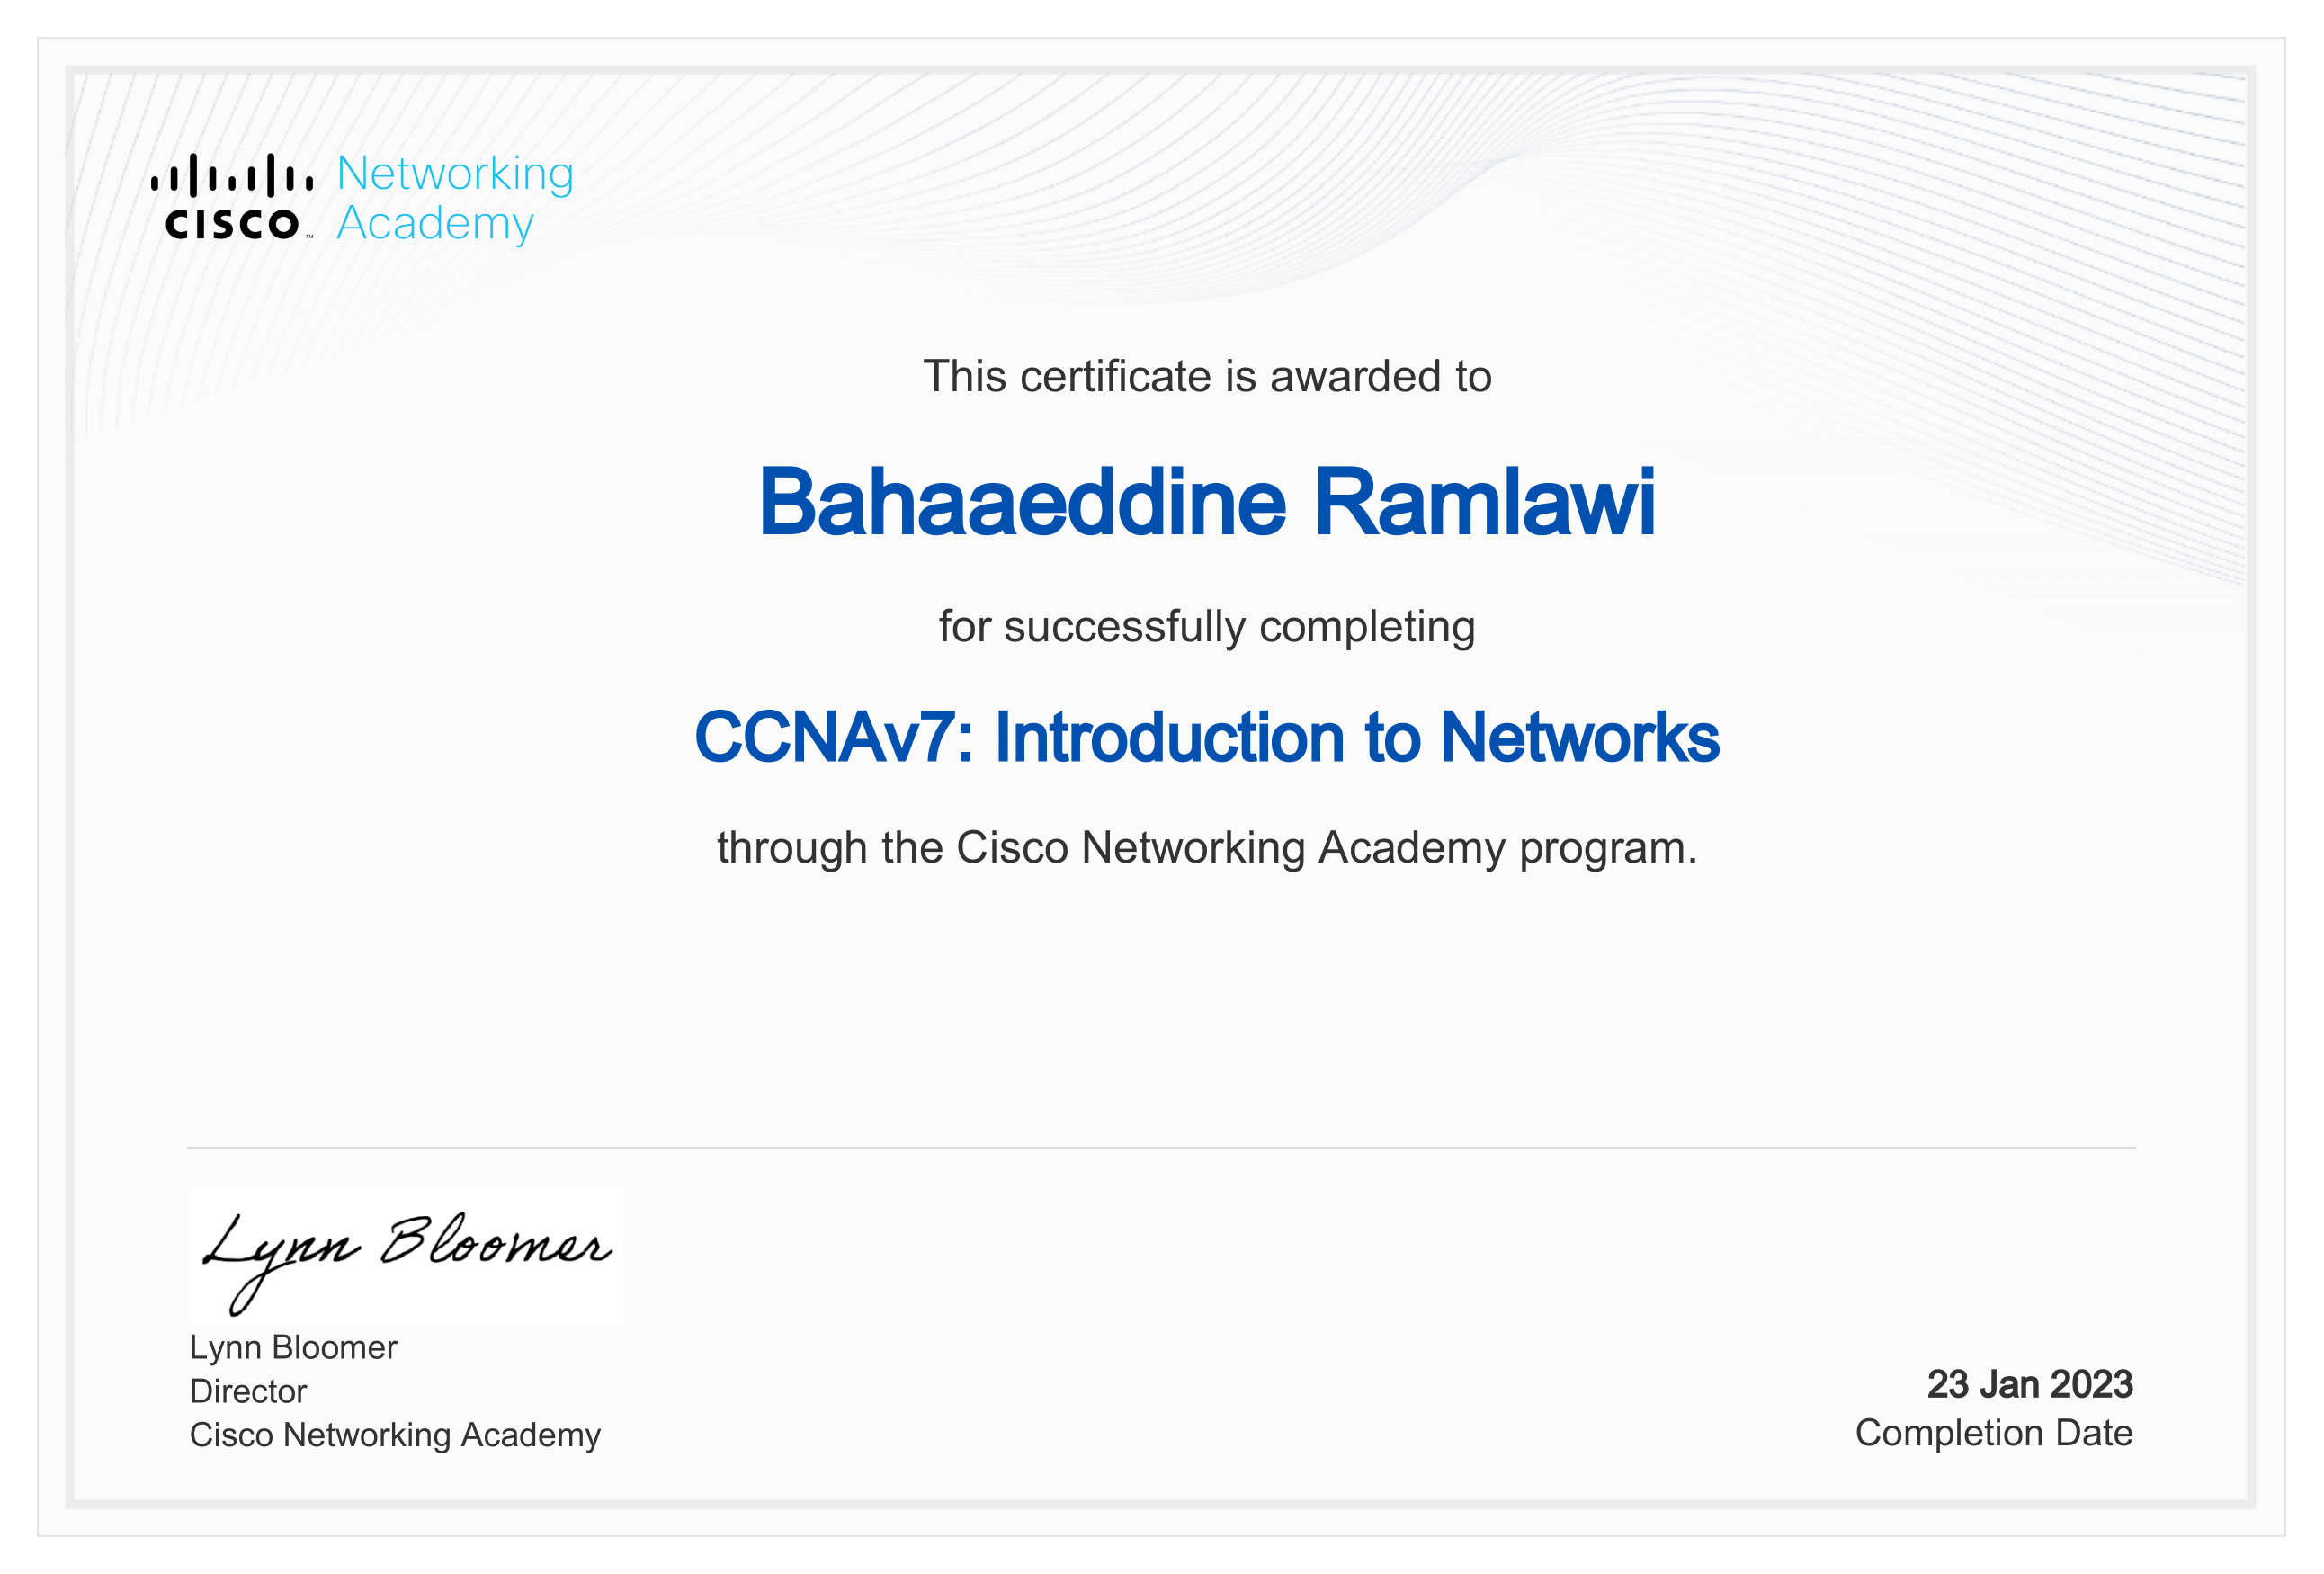 CISCO™ Networking
Academy
This certificate is awarded to
Bahaaeddine Ramlawi
for successfully completing
CCNAv7: Introduction to Networks
through the Cisco Networking Academy program.
Lynn Bloomer
Lynn Bloomer
Director
Cisco Networking Academy
23 Jan 2023
Completion Date